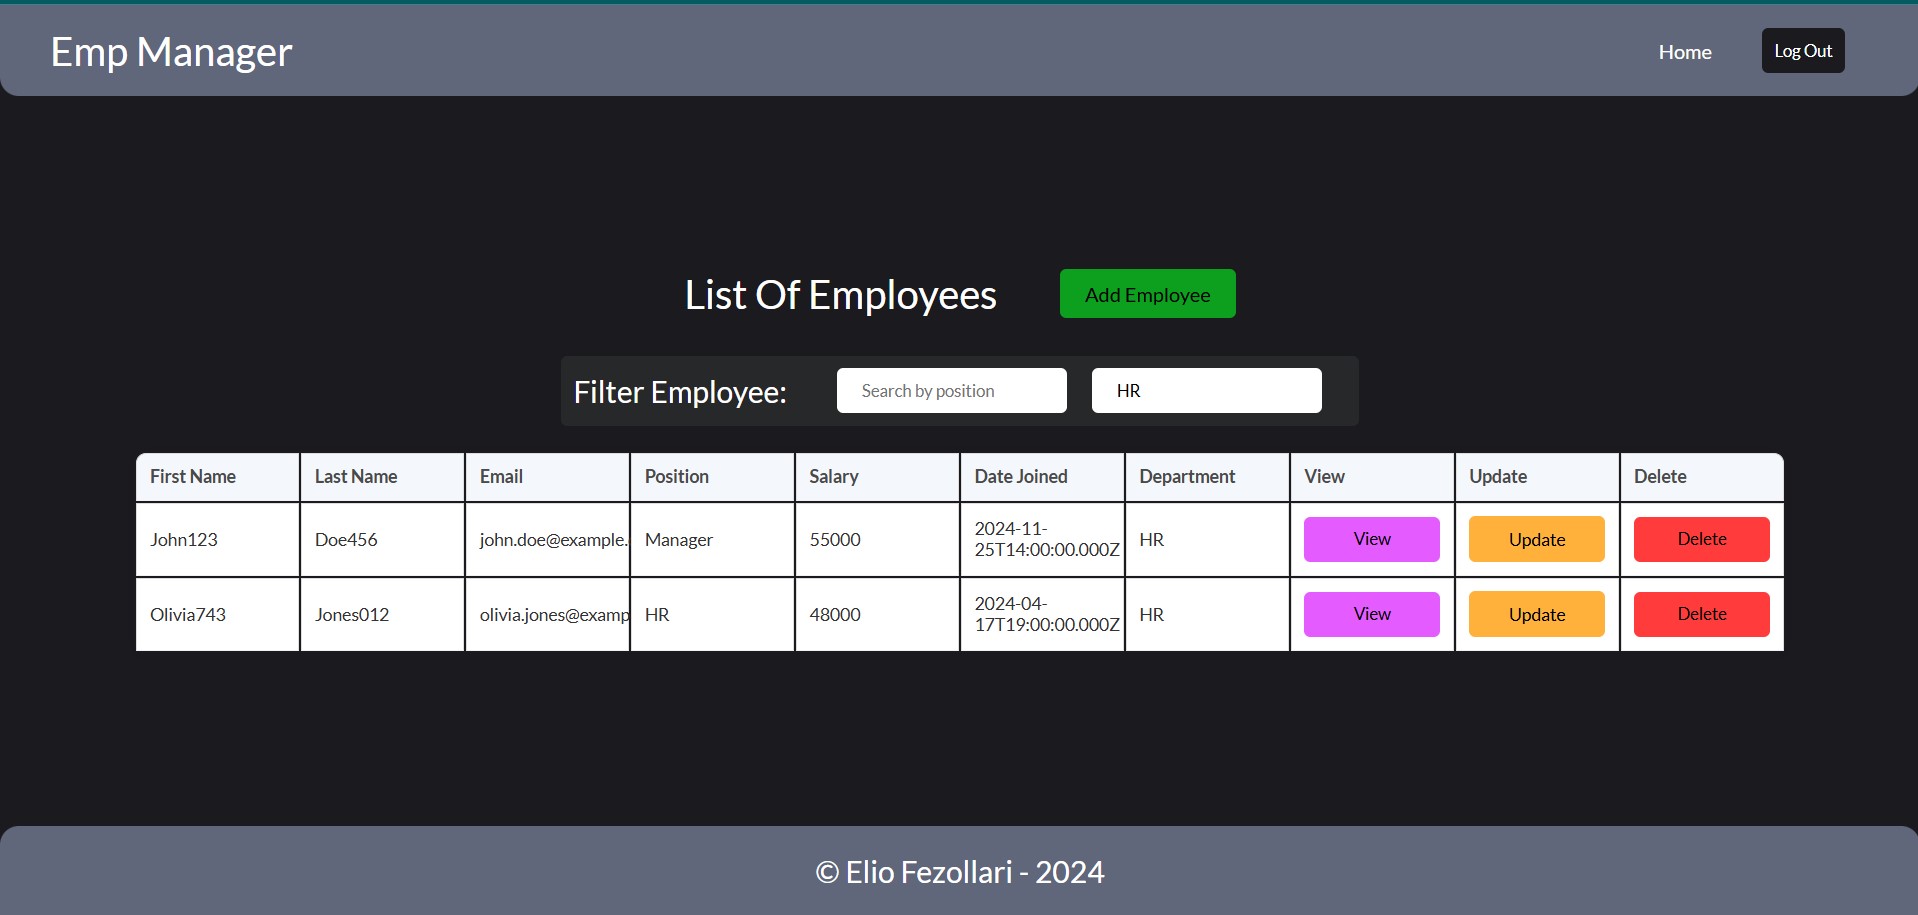 Emp Manager
Home
Log Out
List Of Employees
Add Employee
Filter Employee:
Search by position
HR
First Name Last Name Email Position Salary Date Joined Department View Update Delete
John123 Doe456 john.doe@example. Manager 55000 2024-11-
25T14:00:00.000Z HR View Update Delete
Olivia743 Jones012 olivia.jones@examp HR 48000 2024-04-
17T19:00:00.000Z HR View Update Delete
© Elio Fezollari - 2024